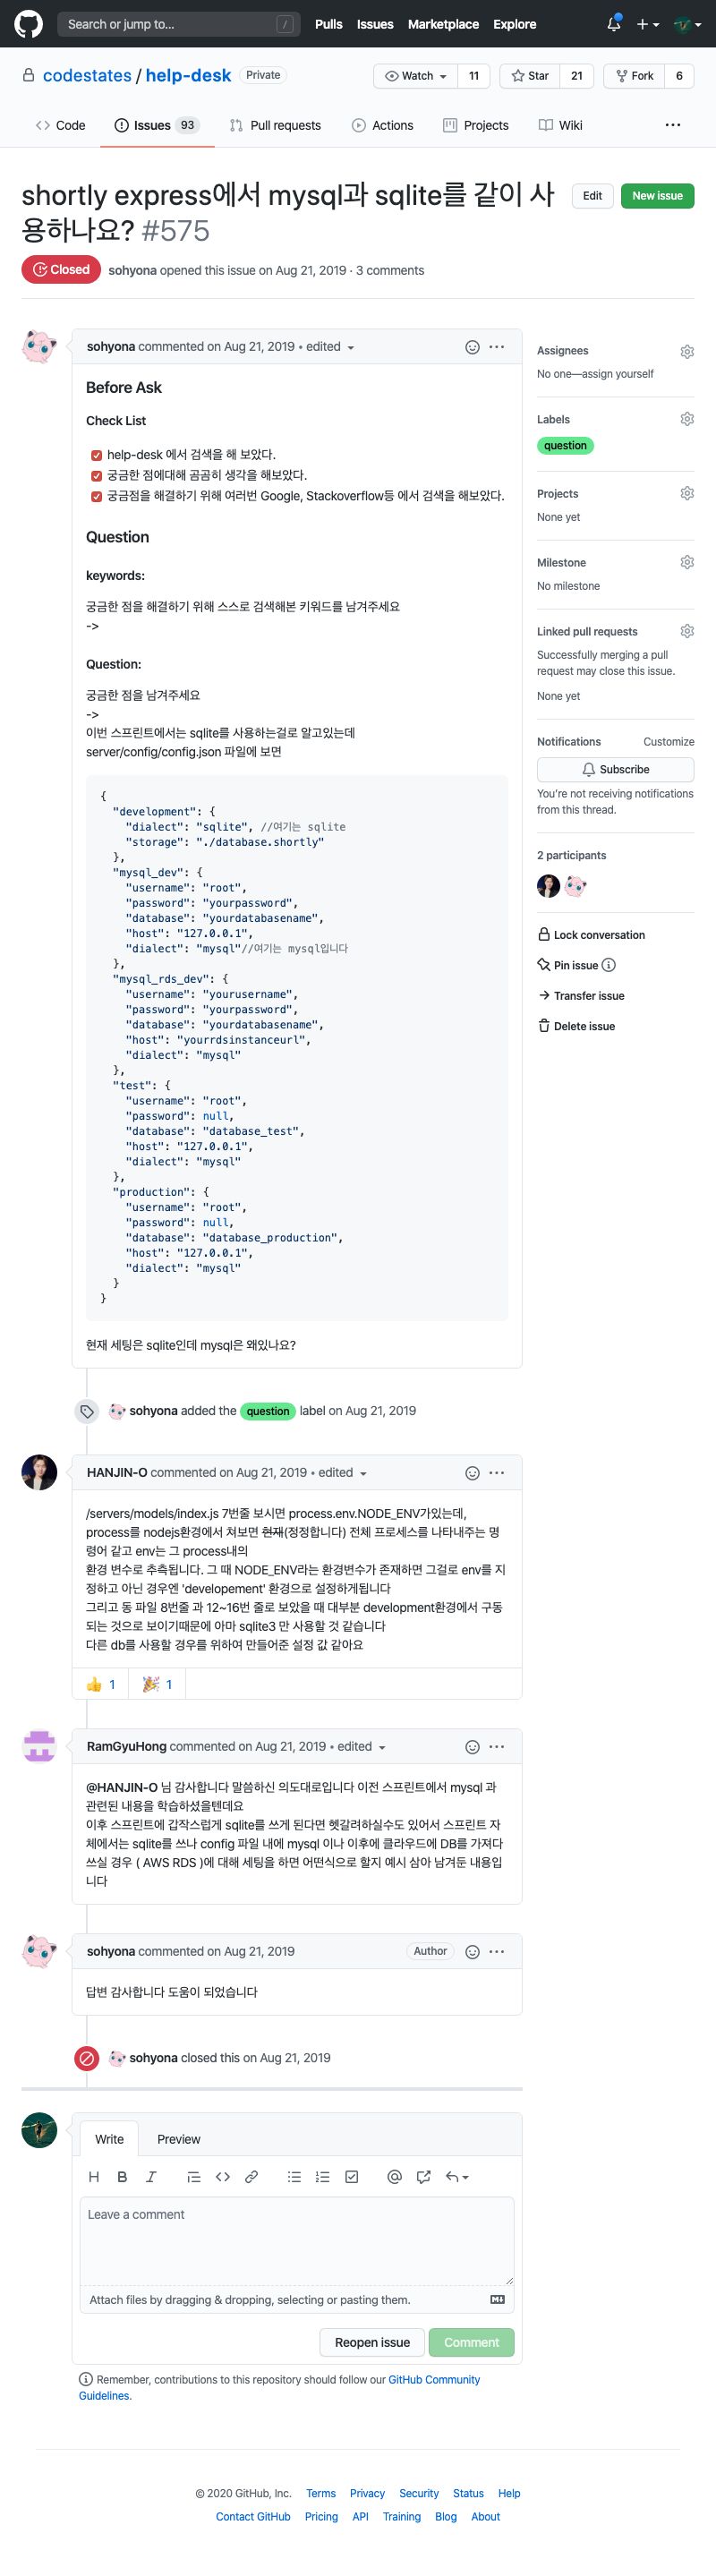 Search or jump to... /
Pulls Issues Marketplace Explore
codestates / help-desk Private
Watch 11 Star 21 Fork 6
Code Issues 93 Pull requests Actions Projects Wiki ...
shortly express에서 mysql과 sqlite를 같이 사
용하나요? #575
Edit New issue
Closed sohyona opened this issue on Aug 21, 2019 · 3 comments
sohyona commented on Aug 21, 2019 • edited
Before Ask
Check List
help-desk 에서 검색을 해 보았다.
궁금한 점에대해 곰곰히 생각을 해보았다.
궁금점을 해결하기 위해 여러번 Google, Stackoverflow등 에서 검색을 해보았다.
Question
keywords:
궁금한 점을 해결하기 위해 스스로 검색해본 키워드를 남겨주세요
->
Question:
궁금한 점을 남겨주세요
->
이번 스프린트에서는 sqlite를 사용하는걸로 알고있는데
server/config/config.json 파일에 보면
{
"development": {
"dialect": "sqlite", //여기는 sqlite
"storage": "./database.shortly"
},
"mysql_dev": {
"username": "root",
"password": "yourpassword",
"database": "yourdatabasename",
"host": "127.0.0.1",
"dialect": "mysql"//여기는 mysql입니다
},
"mysql_rds_dev": {
"username": "yourusername",
"password": "yourpassword",
"database": "yourdatabasename",
"host": "yourrdsinstanceurl",
"dialect": "mysql"
},
"test": {
"username": "root",
"password": null,
"database": "database_test",
"host": "127.0.0.1",
"dialect": "mysql"
},
"production": {
"username": "root",
"password": null,
"database": "database_production",
"host": "127.0.0.1",
"dialect": "mysql"
}
}
현재 세팅은 sqlite인데 mysql은 왜있나요?
Assignees
No one—assign yourself
Labels
question
Projects
None yet
Milestone
No milestone
Linked pull requests
Successfully merging a pull
request may close this issue.
None yet
Notifications Customize
Subscribe
You're not receiving notifications
from this thread.
2 participants
Lock conversation
Pin issue
Transfer issue
Delete issue
sohyona added the question label on Aug 21, 2019
HANJIN-O commented on Aug 21, 2019 • edited
/servers/models/index.js 7번줄 보시면 process.env.NODE_ENV가있는데,
process를 nodejs환경에서 쳐보면 현재(정정합니다) 전체 프로세스를 나타내주는 명
령어 같고 env는 그 process내의
환경 변수로 추측됩니다. 그 때 NODE_ENV라는 환경변수가 존재하면 그걸로 env를 지
정하고 아닌 경우엔 'developement' 환경으로 설정하게됩니다
그리고 동 파일 8번줄 과 12~16번 줄로 보았을 때 대부분 development환경에서 구동
되는 것으로 보이기때문에 아마 sqlite3 만 사용할 것 같습니다
다른 db를 사용할 경우를 위하여 만들어준 설정 값 같아요
👍 1 🎉 1
RamGyuHong commented on Aug 21, 2019 • edited
@HANJIN-O 님 감사합니다 말씀하신 의도대로입니다 이전 스프린트에서 mysql 과
관련된 내용을 학습하셨을텐데요
이후 스프린트에 갑작스럽게 sqlite를 쓰게 된다면 헷갈려하실수도 있어서 스프린트 자
체에서는 sqlite를 쓰나 config 파일 내에 mysql 이나 이후에 클라우드에 DB를 가져다
쓰실 경우 ( AWS RDS )에 대해 세팅을 하면 어떤식으로 할지 예시 삼아 남겨둔 내용입
니다
sohyona commented on Aug 21, 2019 Author
답변 감사합니다 도움이 되었습니다
sohyona closed this on Aug 21, 2019
Write Preview
Leave a comment
Attach files by dragging & dropping, selecting or pasting them.
Reopen issue Comment
Remember, contributions to this repository should follow our GitHub Community
Guidelines.
© 2020 GitHub, Inc. Terms Privacy Security Status Help
Contact GitHub Pricing API Training Blog About